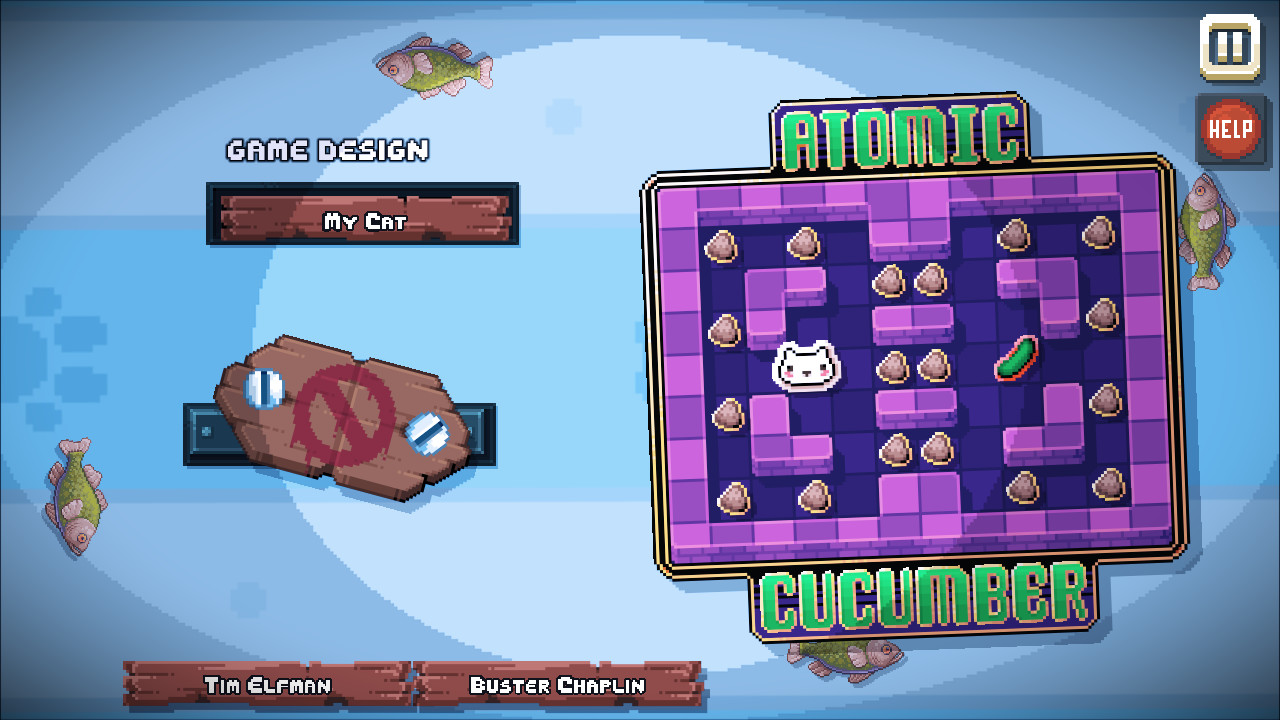 HELP
ATOMIC
GAME DESIGN
MY CAT
CUCUMBER
TIM ELFMAN
BUSTER CHAPLIN